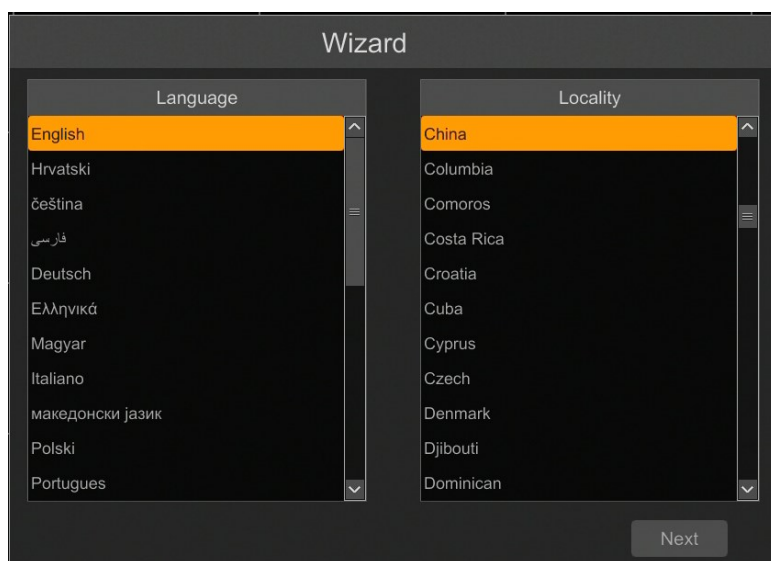 Wizard
Language
English
Hrvatski
čeština
فارسی
Deutsch
Ελληνικά
Magyar
Italiano
македонски јазик
Polski
Portugues
Locality
China
Columbia
Comoros
Costa Rica
Croatia
Cuba
Cyprus
Czech
Denmark
Djibouti
Dominican
Next